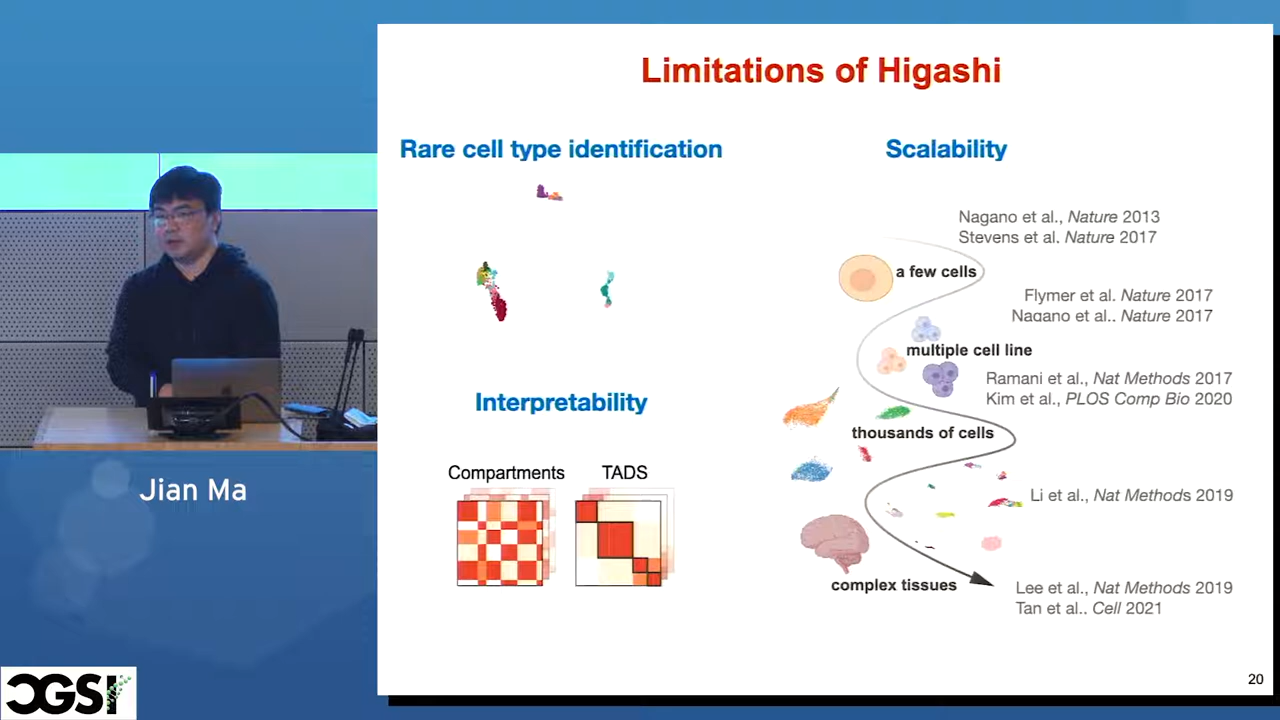 Limitations of Higashi
Rare cell type identification
Scalability
Nagano et al., Nature 2013
Stevens et al. Nature 2017
a few cells
Flymer et al. Nature 2017
Nagano et al.. Nature 2017
multiple cell line
Ramani et al., Nat Methods 2017
Kim et al., PLOS Comp Bio 2020
Interpretability
thousands of cells
Compartments
TADS
Li et al., Nat Methods 2019
complex tissues
Lee et al., Nat Methods 2019
Tan et al.. Cell 2021
20
Jian Ma
CGSI